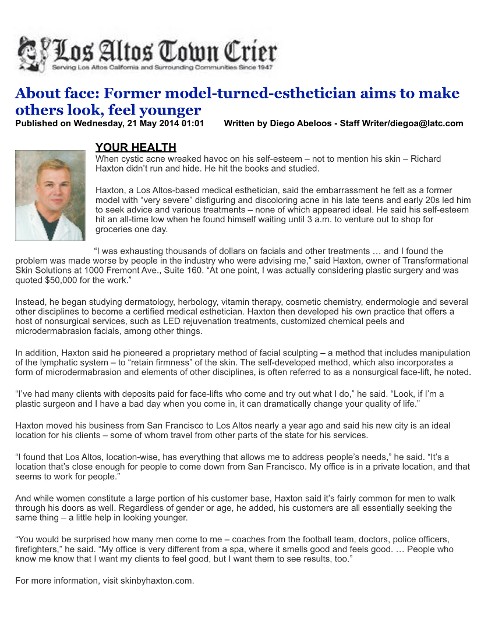 Los Altos Town Crier
Serving Los Altos California and Surrounding Communities Since 1947
About face: Former model-turned-esthetician aims to make
others look, feel younger
Published on Wednesday, 21 May 2014 01:01 Written by Diego Abeloos - Staff Writer/diegoa@latc.com
YOUR HEALTH
When cystic acne wreaked havoc on his self-esteem – not to mention his skin – Richard
Haxton didn't run and hide. He hit the books and studied.
Haxton, a Los Altos-based medical esthetician, said the embarrassment he felt as a former
model with "very severe" disfiguring and discoloring acne in his late teens and early 20s led him
to seek advice and various treatments – none of which appeared ideal. He said his self-esteem
hit an all-time low when he found himself waiting until 3 a.m. to venture out to shop for
groceries one day.
"I was exhausting thousands of dollars on facials and other treatments … and I found the
problem was made worse by people in the industry who were advising me," said Haxton, owner of Transformational
Skin Solutions at 1000 Fremont Ave., Suite 160. "At one point, I was actually considering plastic surgery and was
quoted $50,000 for the work."
Instead, he began studying dermatology, herbology, vitamin therapy, cosmetic chemistry, endermologie and several
other disciplines to become a certified medical esthetician. Haxton then developed his own practice that offers a
host of nonsurgical services, such as LED rejuvenation treatments, customized chemical peels and
microdermabrasion facials, among other things.
In addition, Haxton said he pioneered a proprietary method of facial sculpting – a method that includes manipulation
of the lymphatic system – to "retain firmness" of the skin. The self-developed method, which also incorporates a
form of microdermabrasion and elements of other disciplines, is often referred to as a nonsurgical face-lift, he noted.
"I've had many clients with deposits paid for face-lifts who come and try out what I do," he said. "Look, if I'm a
plastic surgeon and I have a bad day when you come in, it can dramatically change your quality of life."
Haxton moved his business from San Francisco to Los Altos nearly a year ago and said his new city is an ideal
location for his clients – some of whom travel from other parts of the state for his services.
"I found that Los Altos, location-wise, has everything that allows me to address people's needs," he said. "It's a
location that's close enough for people to come down from San Francisco. My office is in a private location, and that
seems to work for people."
And while women constitute a large portion of his customer base, Haxton said it's fairly common for men to walk
through his doors as well. Regardless of gender or age, he added, his customers are all essentially seeking the
same thing – a little help in looking younger.
"You would be surprised how many men come to me – coaches from the football team, doctors, police officers,
firefighters," he said. "My office is very different from a spa, where it smells good and feels good. … People who
know me know that I want my clients to feel good, but I want them to see results, too."
For more information, visit skinbyhaxton.com.